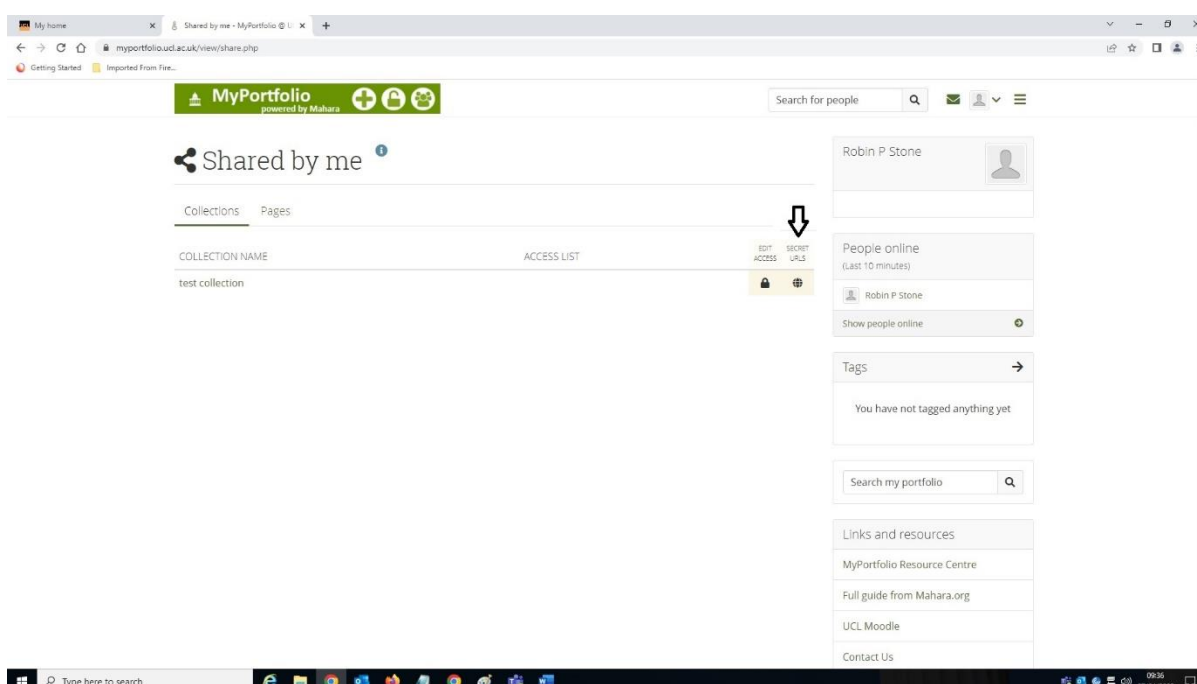 My home
Shared by me - MyPortfolio @ U
myportfolio.ucl.ac.uk/view/share.php
Getting Started
Imported From Fire...
MyPortfolio
powered by Mahara
Search for people
Shared by me
Collections Pages
COLLECTION NAME
ACCESS LIST
EDIT ACCESS
SECRET URLS
test collection
Robin P Stone
People online
(Last 10 minutes)
Robin P Stone
Show people online
Tags
You have not tagged anything yet
Search my portfolio
Links and resources
MyPortfolio Resource Centre
Full guide from Mahara.org
UCL Moodle
Contact Us
Type here to search
09:36